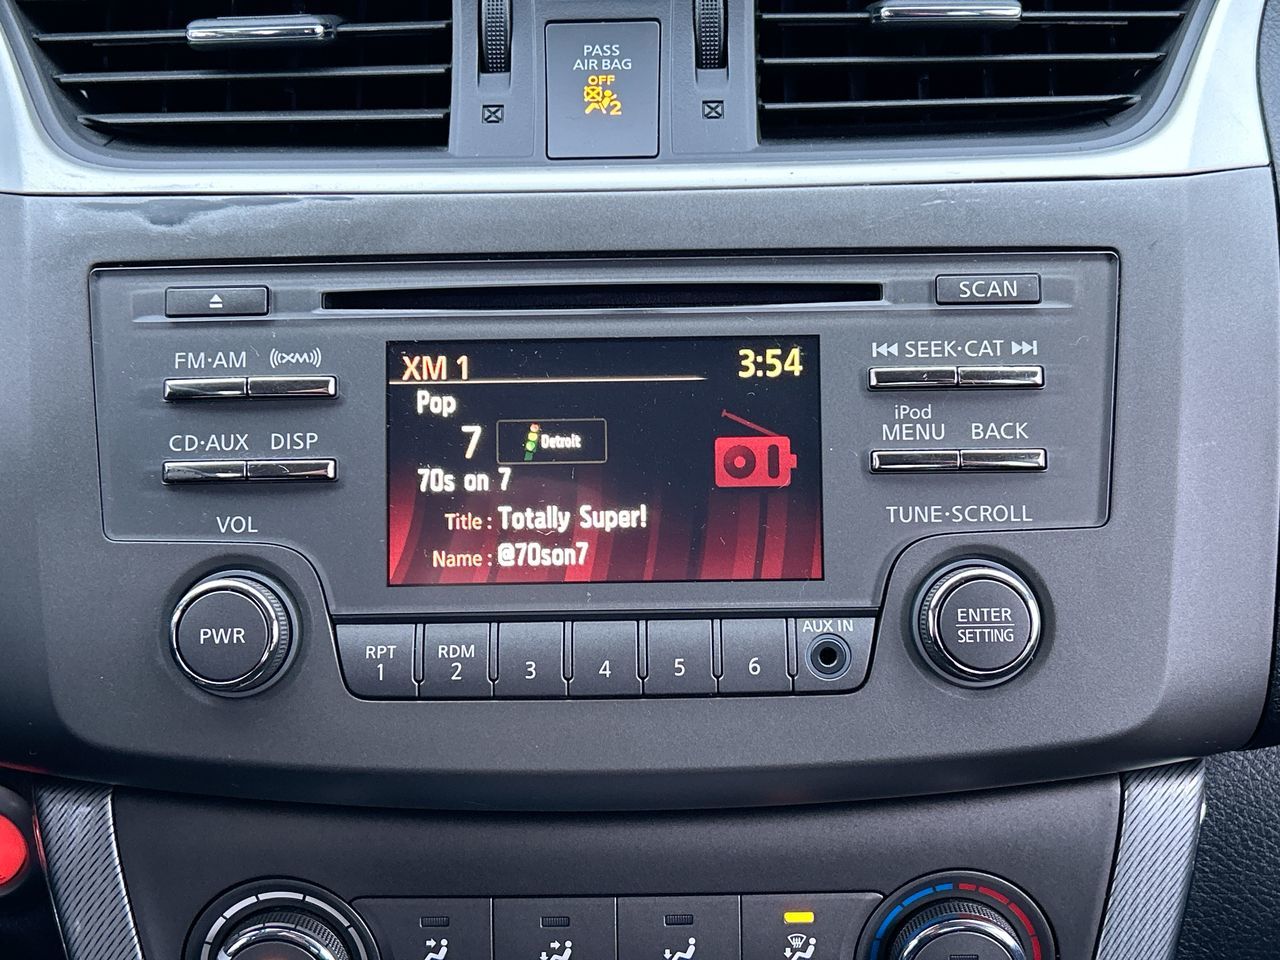 PASS
AIR BAG
OFF
2
SCAN
FM·AM
((XM))
SEEK·CAT
XM 1
3:54
Pop
7
Detroit
70s on 7
Title : Totally Super!
Name : @70son7
CD·AUX
DISP
iPod
MENU
BACK
VOL
TUNE·SCROLL
PWR
ENTER
SETTING
RPT
1
RDM
2
3
4
5
6
AUX IN